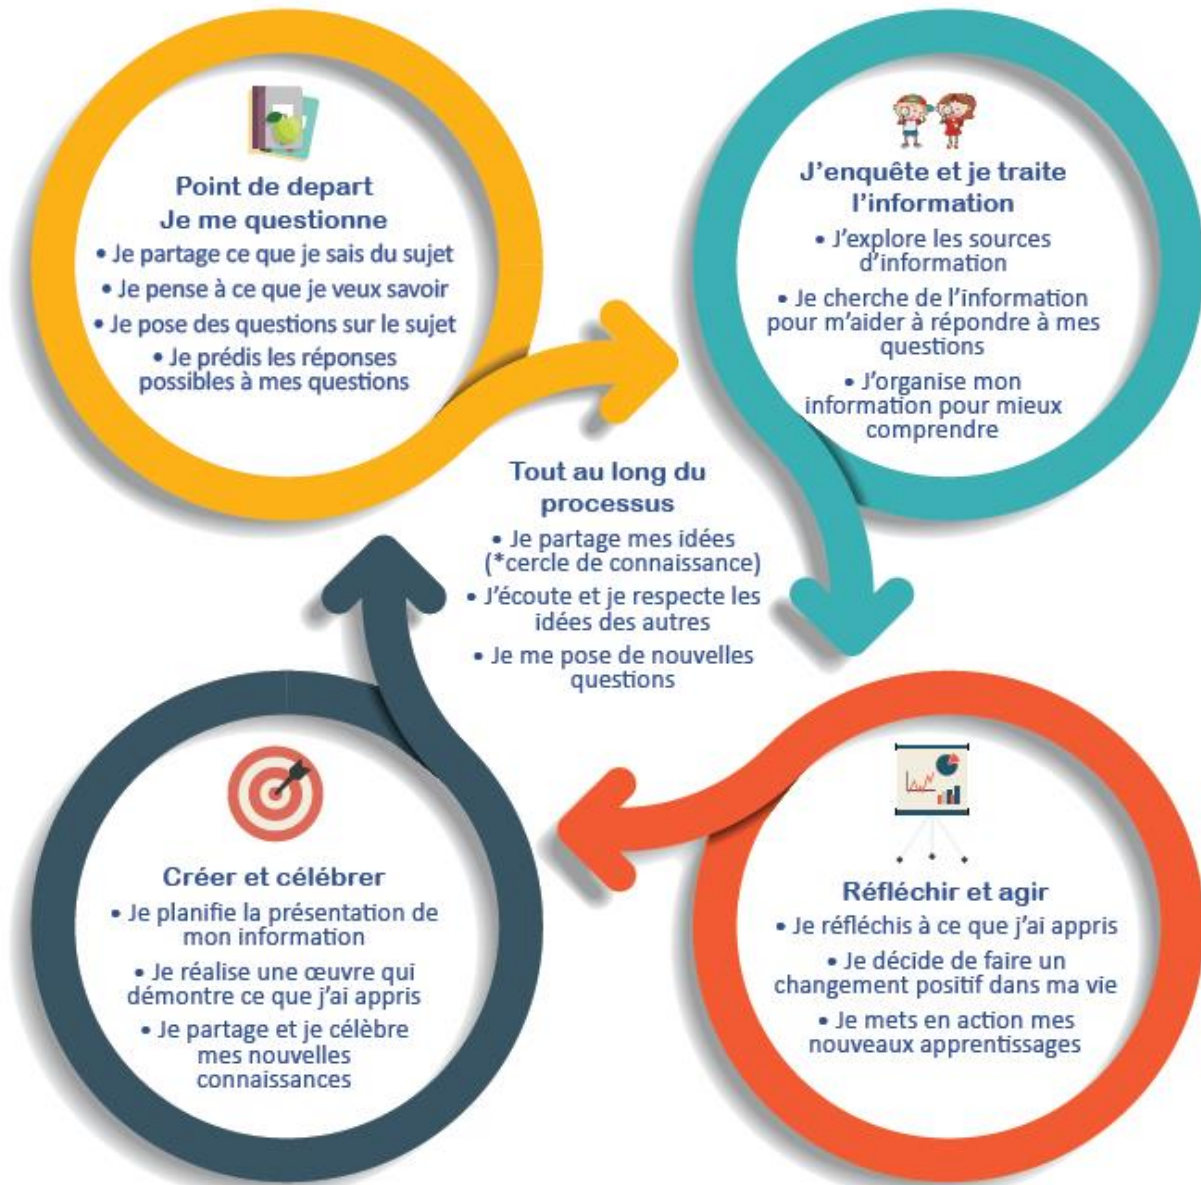 Point de depart
Je me questionne
• Je partage ce que je sais du sujet
• Je pense à ce que je veux savoir
• Je pose des questions sur le sujet
• Je prédis les réponses
possibles à mes questions
J’enquête et je traite
l’information
• J’explore les sources
d’information
• Je cherche de l’information
pour m’aider à répondre à mes
questions
• J’organise mon
information pour mieux
comprendre
Tout au long du
processus
• Je partage mes idées
(*cercle de connaissance)
• J’écoute et je respecte les
idées des autres
• Je me pose de nouvelles
questions
Créer et célébrer
• Je planifie la présentation de
mon information
• Je réalise une œuvre qui
démontre ce que j’ai appris
• Je partage et je célèbre
mes nouvelles
connaissances
Réfléchir et agir
• Je réfléchis à ce que j’ai appris
• Je décide de faire un
changement positif dans ma vie
• Je mets en action mes
nouveaux apprentissages